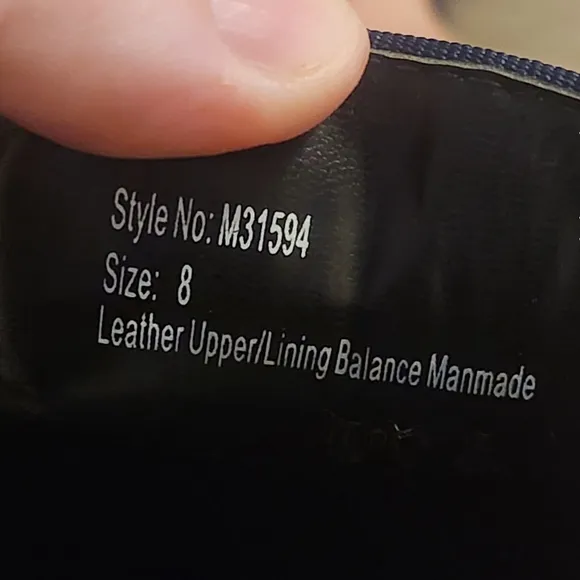 Style No: M31594
Size: 8
Leather Upper/Lining Balance Manmade